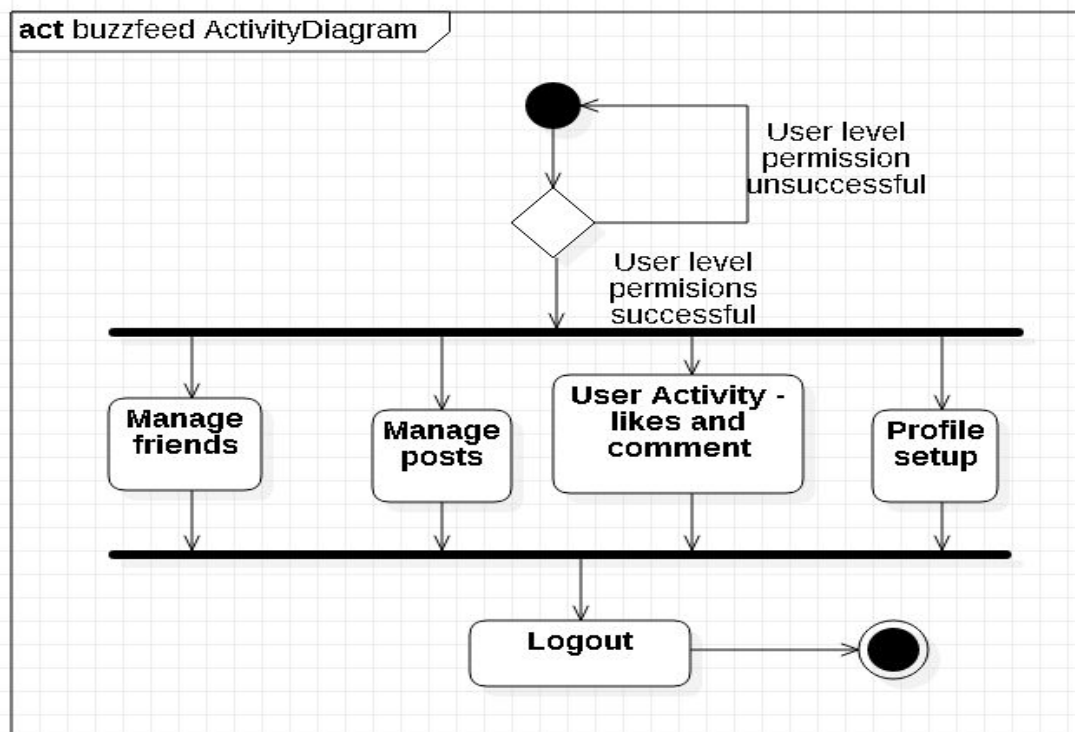 act buzzfeed ActivityDiagram
User level
permission
unsuccessful
User level
permisions
successful
Manage
friends
Manage
posts
User Activity -
likes and
comment
Profile
setup
Logout